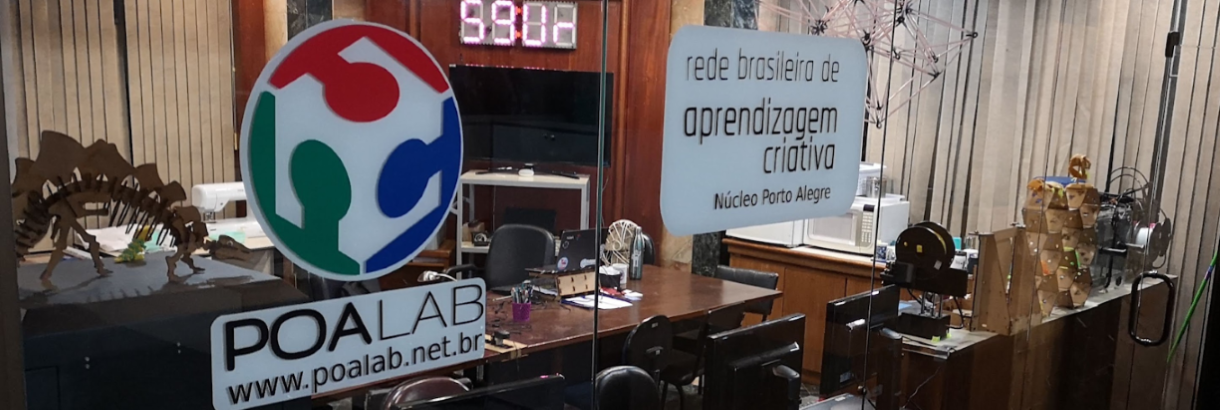 POALAB
www.poalab.net.br
rede brasileira de
aprendizagem
criativa
Núcleo Porto Alegre